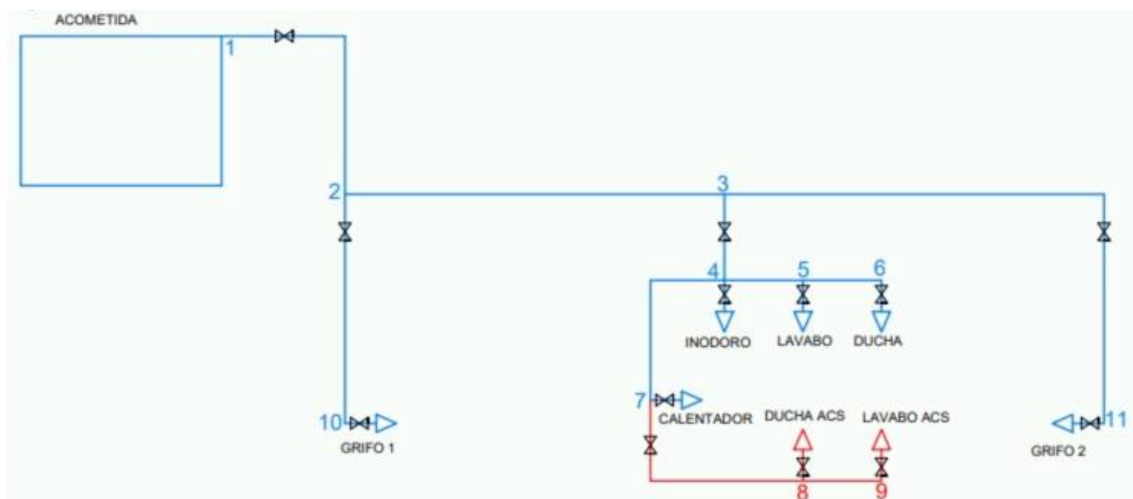 ACOMETIDA
1
2
3
4
5
6
INODORO
LAVABO
DUCHA
7
CALENTADOR
DUCHA ACS
LAVABO ACS
10
GRIFO 1
11
GRIFO 2
8
9